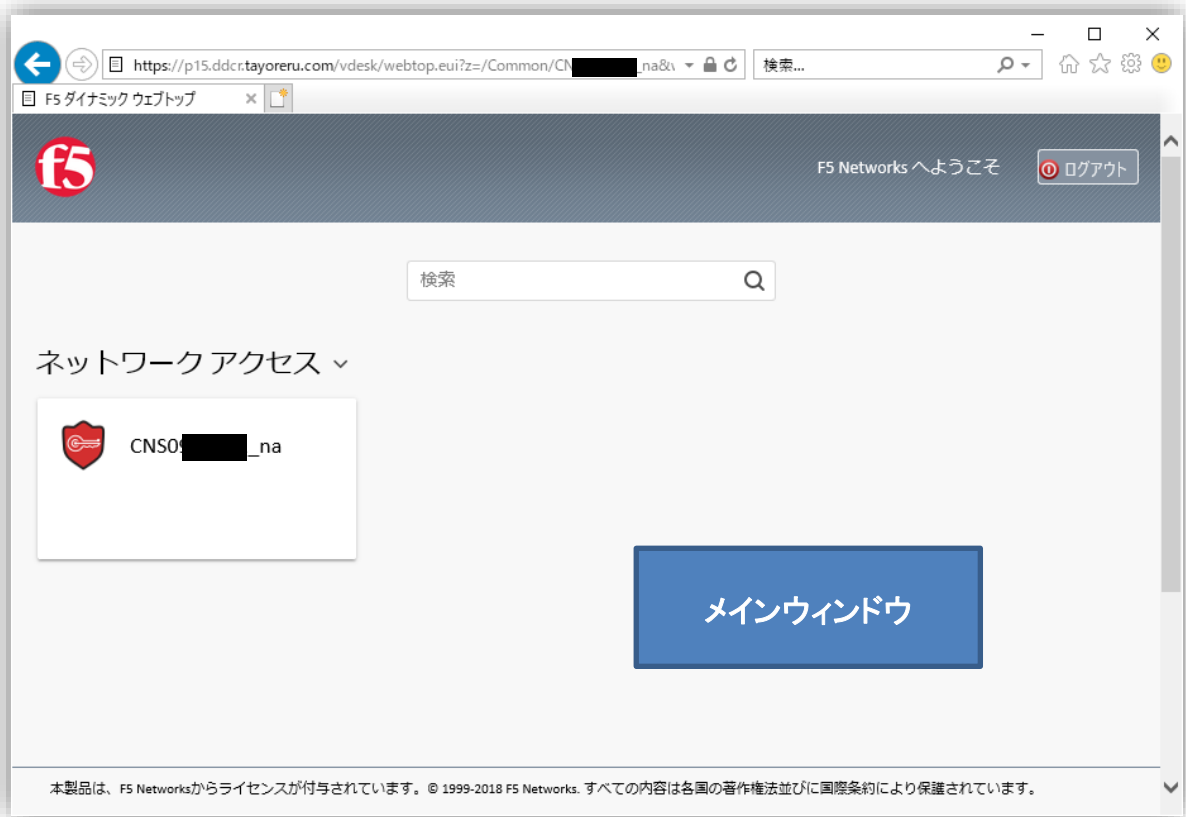 https://p15.ddcr.tayoreru.com/vdesk/webtop.eui?z=/Common/CN _na&
検索...
F5 ダイナミック ウェブトップ
f5
F5 Networks へようこそ
ログアウト
検索
ネットワーク アクセス
CNS0 _na
メインウィンドウ
本製品は、F5 Networksからライセンスが付与されています。© 1999-2018 F5 Networks. すべての内容は各国の著作権法並びに国際条約により保護されています。